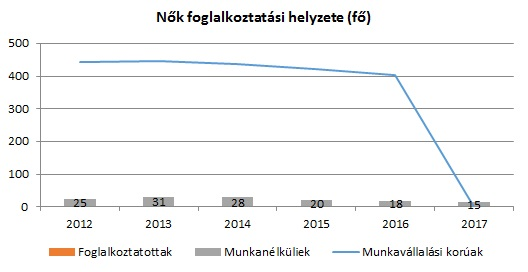 Nők foglalkoztatási helyzete (fő)
500
400
300
200
100
0
25 31 28 20 18 15
2012 2013 2014 2015 2016 2017
Foglalkoztatottak Munkanélküliek Munkavállalási korúak